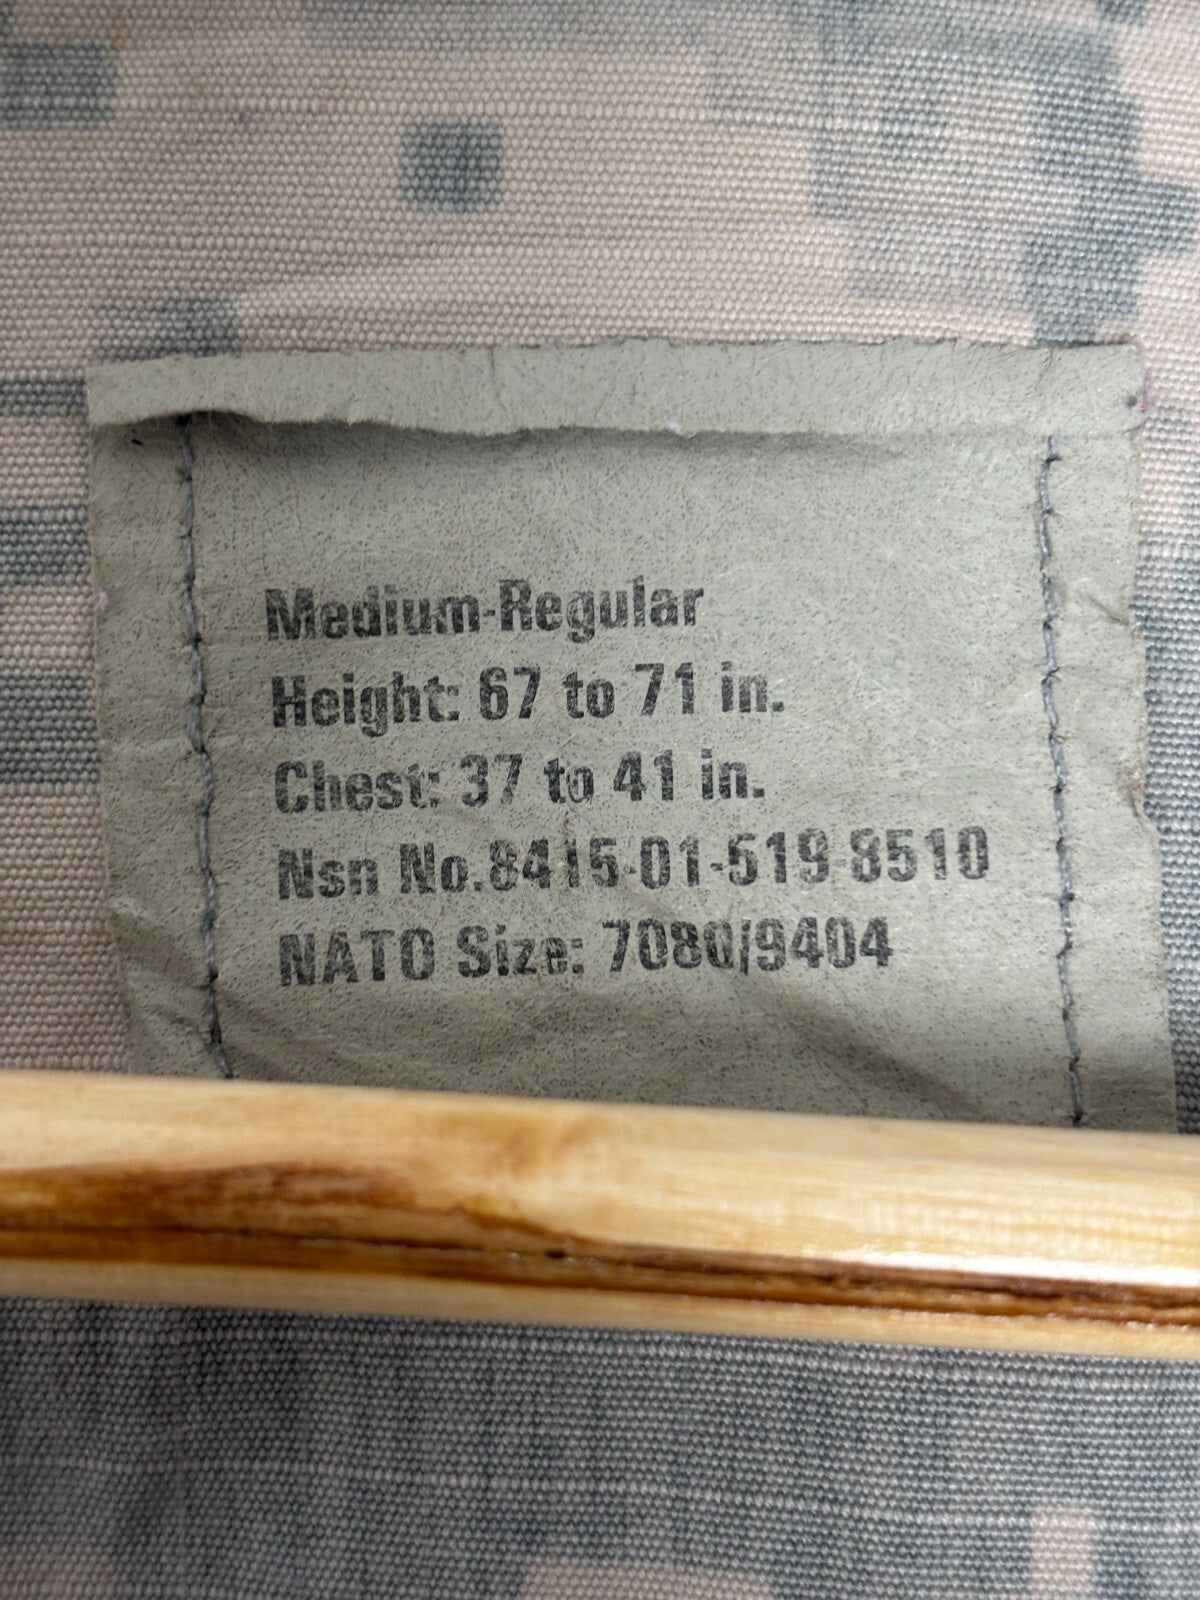 Medium-Regular
Height: 67 to 71 in.
Chest: 37 to 41 in.
Nsn No.8415-01-519-8510
NATO Size: 7080/9404